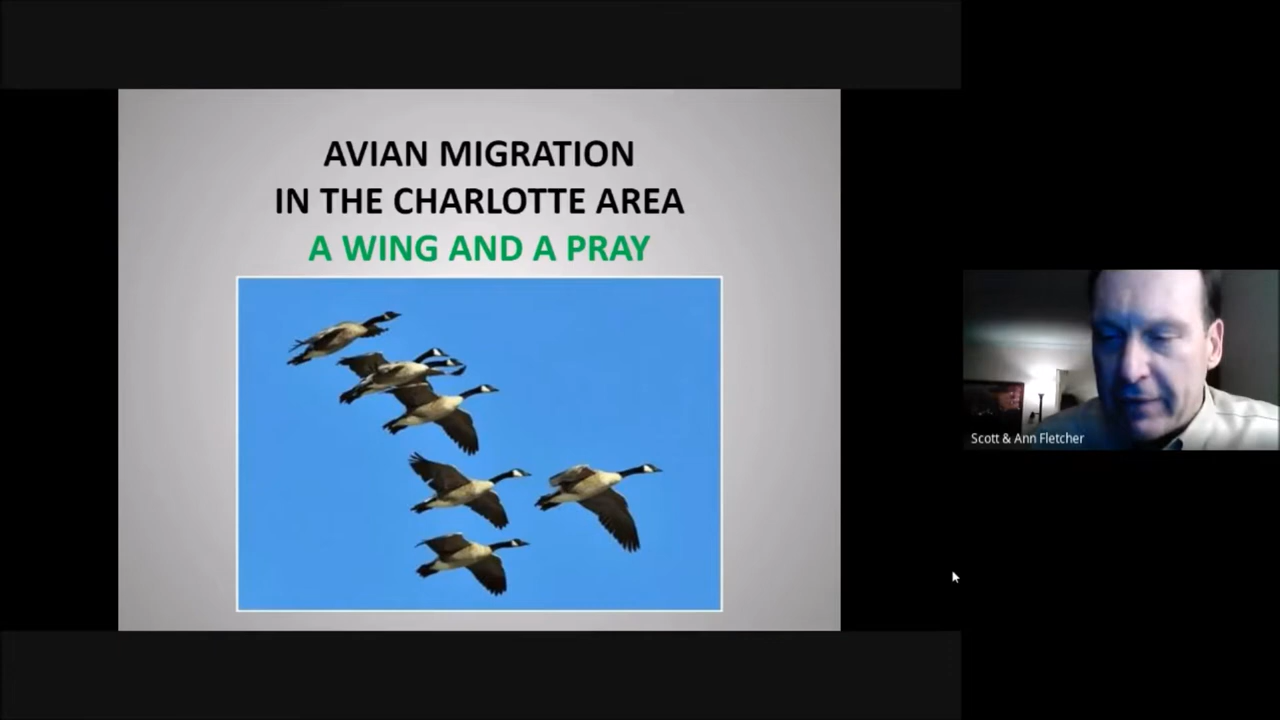 AVIAN MIGRATION
IN THE CHARLOTTE AREA
A WING AND A PRAY
Scott & Ann Fletcher